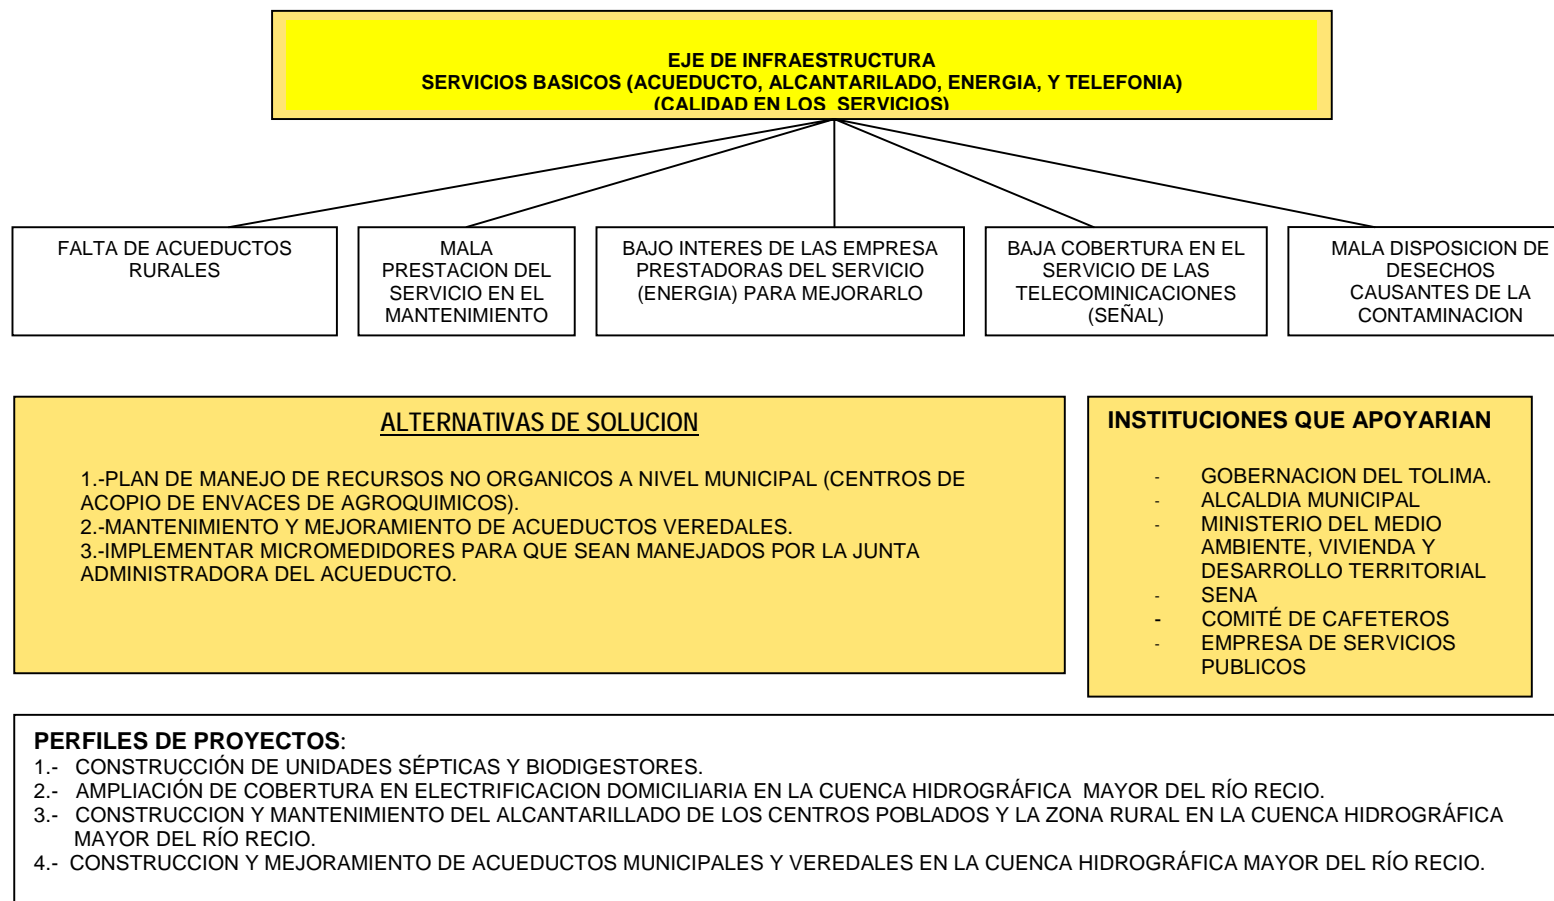 EJE DE INFRAESTRUCTURA
SERVICIOS BASICOS (ACUEDUCTO, ALCANTARILADO, ENERGIA, Y TELEFONIA)
(CALIDAD EN LOS SERVICIOS)
FALTA DE ACUEDUCTOS
RURALES
MALA
PRESTACION DEL
SERVICIO EN EL
MANTENIMIENTO
BAJO INTERES DE LAS EMPRESA
PRESTADORAS DEL SERVICIO
(ENERGIA) PARA MEJORARLO
BAJA COBERTURA EN EL
SERVICIO DE LAS
TELECOMINICACIONES
(SEÑAL)
MALA DISPOSICION DE
DESECHOS
CAUSANTES DE LA
CONTAMINACION
ALTERNATIVAS DE SOLUCION
1.-PLAN DE MANEJO DE RECURSOS NO ORGANICOS A NIVEL MUNICIPAL (CENTROS DE
ACOPIO DE ENVACES DE AGROQUIMICOS).
2.-MANTENIMIENTO Y MEJORAMIENTO DE ACUEDUCTOS VEREDALES.
3.-IMPLEMENTAR MICROMEDIDORES PARA QUE SEAN MANEJADOS POR LA JUNTA
ADMINISTRADORA DEL ACUEDUCTO.
INSTITUCIONES QUE APOYARIAN
- GOBERNACION DEL TOLIMA.
- ALCALDIA MUNICIPAL
- MINISTERIO DEL MEDIO
AMBIENTE, VIVIENDA Y
DESARROLLO TERRITORIAL
- SENA
- COMITÉ DE CAFETEROS
- EMPRESA DE SERVICIOS
PUBLICOS
PERFILES DE PROYECTOS:
1.- CONSTRUCCIÓN DE UNIDADES SÉPTICAS Y BIODIGESTORES.
2.- AMPLIACIÓN DE COBERTURA EN ELECTRIFICACION DOMICILIARIA EN LA CUENCA HIDROGRÁFICA MAYOR DEL RÍO RECIO.
3.- CONSTRUCCION Y MANTENIMIENTO DEL ALCANTARILLADO DE LOS CENTROS POBLADOS Y LA ZONA RURAL EN LA CUENCA HIDROGRÁFICA
MAYOR DEL RÍO RECIO.
4.- CONSTRUCCION Y MEJORAMIENTO DE ACUEDUCTOS MUNICIPALES Y VEREDALES EN LA CUENCA HIDROGRÁFICA MAYOR DEL RÍO RECIO.